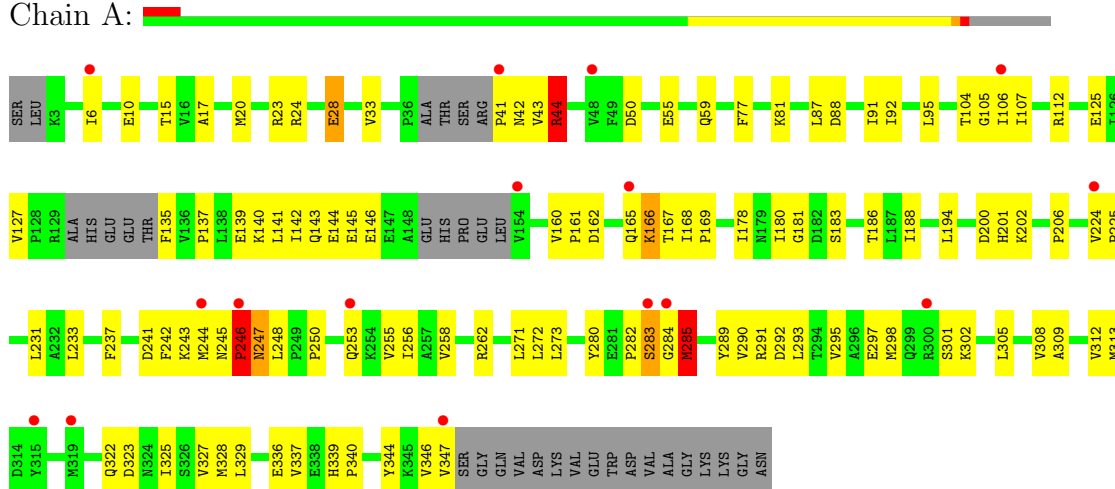 Chain A:
SER LEU K3 I6 E10 T15 V16 A17 M20 R23 R24 E28 V33 P36 ALA THR SER ARG P41 N42 V43 R44 V48 F49 D50 E55 Q59 F77 K81 L87 D88 I91 I92 L95 T104 G105 I106 I107 R112 E125 I126
V127 P128 R129 ALA HIS GLU GLU THR F135 V136 P137 L138 E139 K140 L141 I142 Q143 E144 E145 E146 E147 A148 GLU HIS PRO GLU LEU V154 V160 P161 D162 Q165 K166 T167 I168 P169 I178 N179 I180 G181 D182 S183 T186 L187 I188 L194 D200 H201 K202 P206 V224
L231 A232 L233 F237 D241 F242 K243 M244 N245 P246 N247 L248 P249 P250 Q253 K254 V255 I256 A257 V258 R262 L271 L272 L273 Y280 E281 P282 S283 G284 M285 Y289 V290 R291 D292 L293 T294 V295 A296 E297 M298 Q299 R300 S301 K302 L305 V308 A309 V312
D314 Y315 M319 Q322 D323 N324 I325 S326 V327 M328 L329 E336 V337 E338 H339 P340 Y344 K345 V346 V347 SER GLY GLN VAL ASP LYS VAL GLU TRP ASP VAL ALA GLY LYS LYS GLY ASN